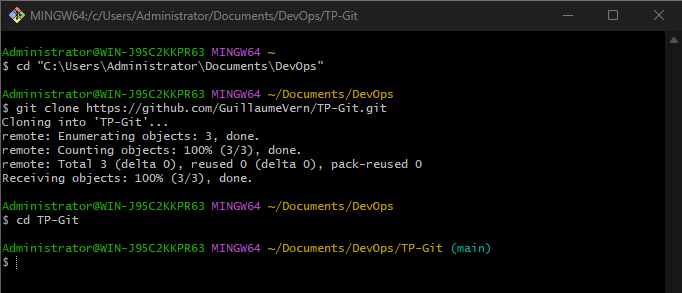 MINGW64:/c/Users/Administrator/Documents/DevOps/TP-Git
Administrator@WIN-J95C2KKPR63 MINGW64 ~
$ cd "C:\Users\Administrator\Documents\DevOps"
Administrator@WIN-J95C2KKPR63 MINGW64 ~/Documents/DevOps
$ git clone https://github.com/GuillaumeVern/TP-Git.git
Cloning into 'TP-Git'...
remote: Enumerating objects: 3, done.
remote: Counting objects: 100% (3/3), done.
remote: Total 3 (delta 0), reused 0 (delta 0), pack-reused 0
Receiving objects: 100% (3/3), done.
Administrator@WIN-J95C2KKPR63 MINGW64 ~/Documents/DevOps
$ cd TP-Git
Administrator@WIN-J95C2KKPR63 MINGW64 ~/Documents/DevOps/TP-Git (main)
$